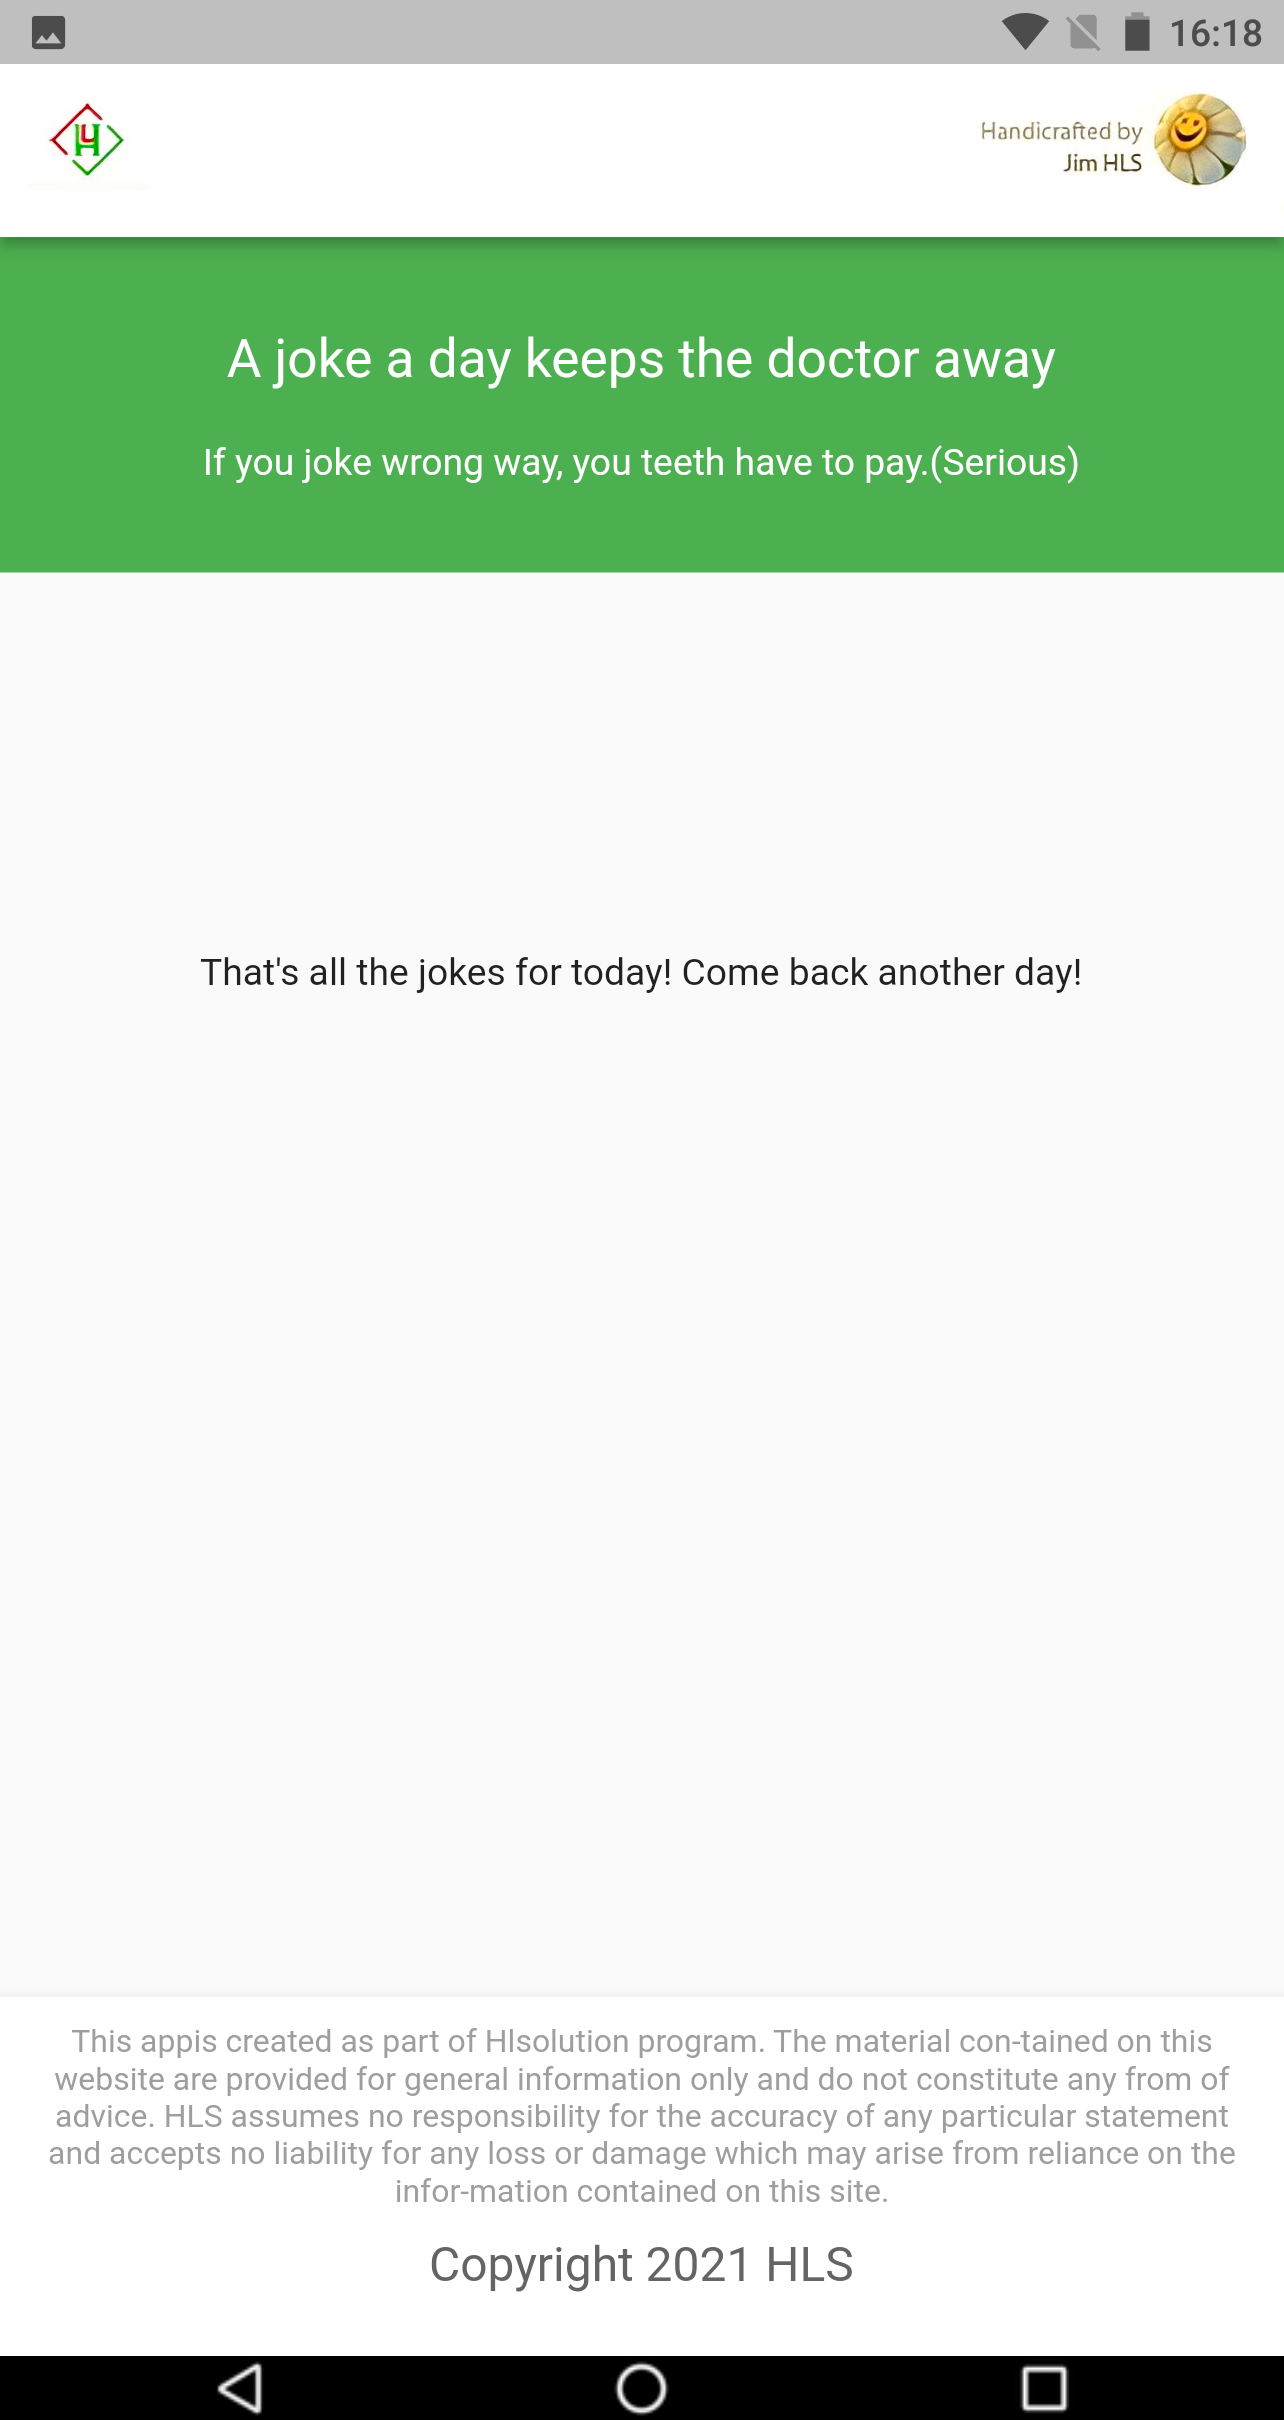 16:18
Handicrafted by
Jim HLS
A joke a day keeps the doctor away
If you joke wrong way, you teeth have to pay.(Serious)
That's all the jokes for today! Come back another day!
This appis created as part of Hlsolution program. The material con-tained on this
website are provided for general information only and do not constitute any from of
advice. HLS assumes no responsibility for the accuracy of any particular statement
and accepts no liability for any loss or damage which may arise from reliance on the
infor-mation contained on this site.
Copyright 2021 HLS